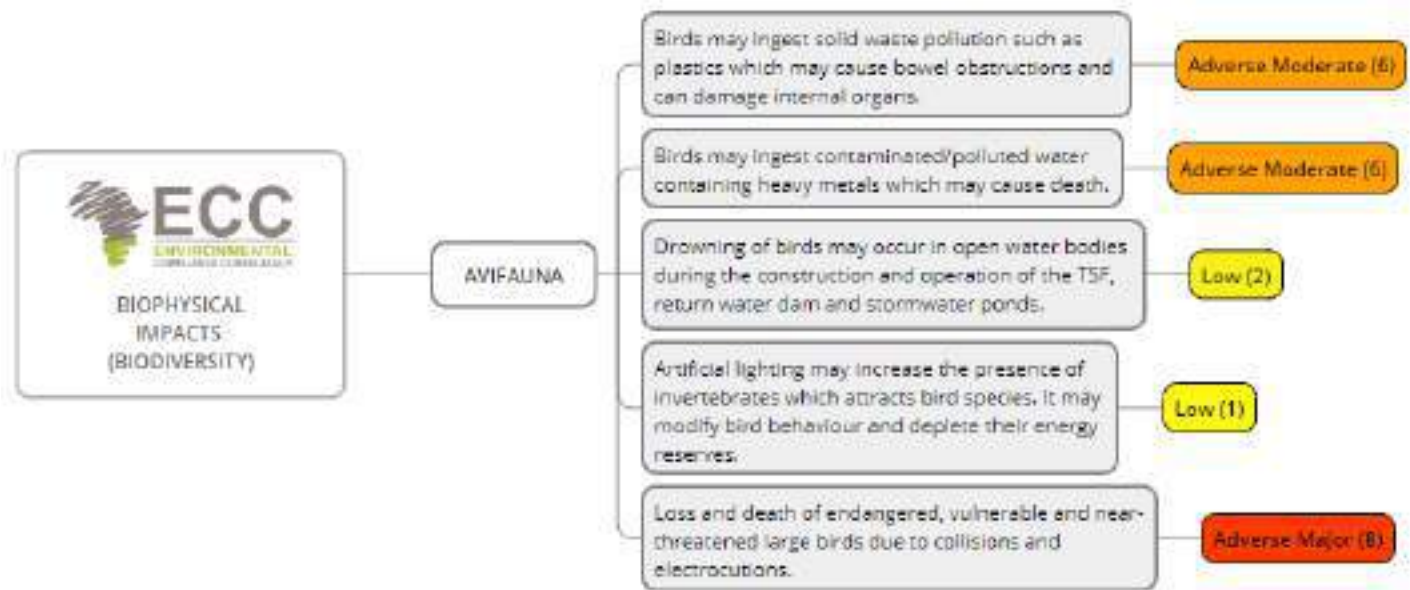 Birds may ingest solid waste pollution such as
plastics which may cause bowel obstructions and
can damage internal organs.
Adverse Moderate (6)
Birds may ingest contaminated/polluted water
containing heavy metals which may cause death.
Adverse Moderate (6)
ECC
ENVIRONMENTAL
BIOPHYSICAL
IMPACTS
(BIODIVERSITY)
AVIFAUNA
Drowning of birds may occur in open water bodies
during the construction and operation of the TSF,
return water dam and stormwater ponds.
Low (2)
Artificial lighting may increase the presence of
invertebrates which attracts bird species. It may
modify bird behaviour and deplete their energy
reserves.
Low (1)
Loss and death of endangered, vulnerable and near-
threatened large birds due to collisions and
electrocutions.
Adverse Major (8)